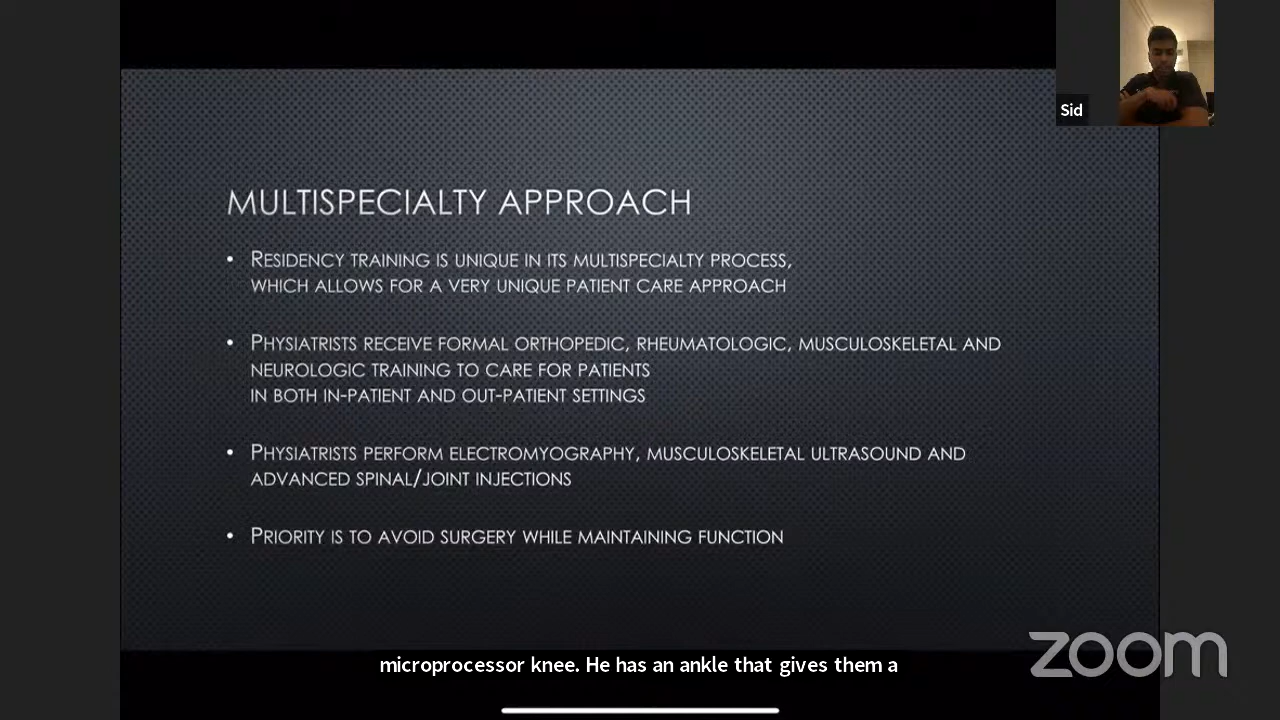 Sid
MULTISPECIALTY APPROACH
• RESIDENCY TRAINING IS UNIQUE IN ITS MULTISPECIALTY PROCESS,
WHICH ALLOWS FOR A VERY UNIQUE PATIENT CARE APPROACH
• PHYSIATRISTS RECEIVE FORMAL ORTHOPEDIC, RHEUMATOLOGIC, MUSCULOSKELETAL AND
NEUROLOGIC TRAINING TO CARE FOR PATIENTS
IN BOTH IN-PATIENT AND OUT-PATIENT SETTINGS
• PHYSIATRISTS PERFORM ELECTROMYOGRAPHY, MUSCULOSKELETAL ULTRASOUND AND
ADVANCED SPINAL/JOINT INJECTIONS
• PRIORITY IS TO AVOID SURGERY WHILE MAINTAINING FUNCTION
microprocessor knee. He has an ankle that gives them a
zoom